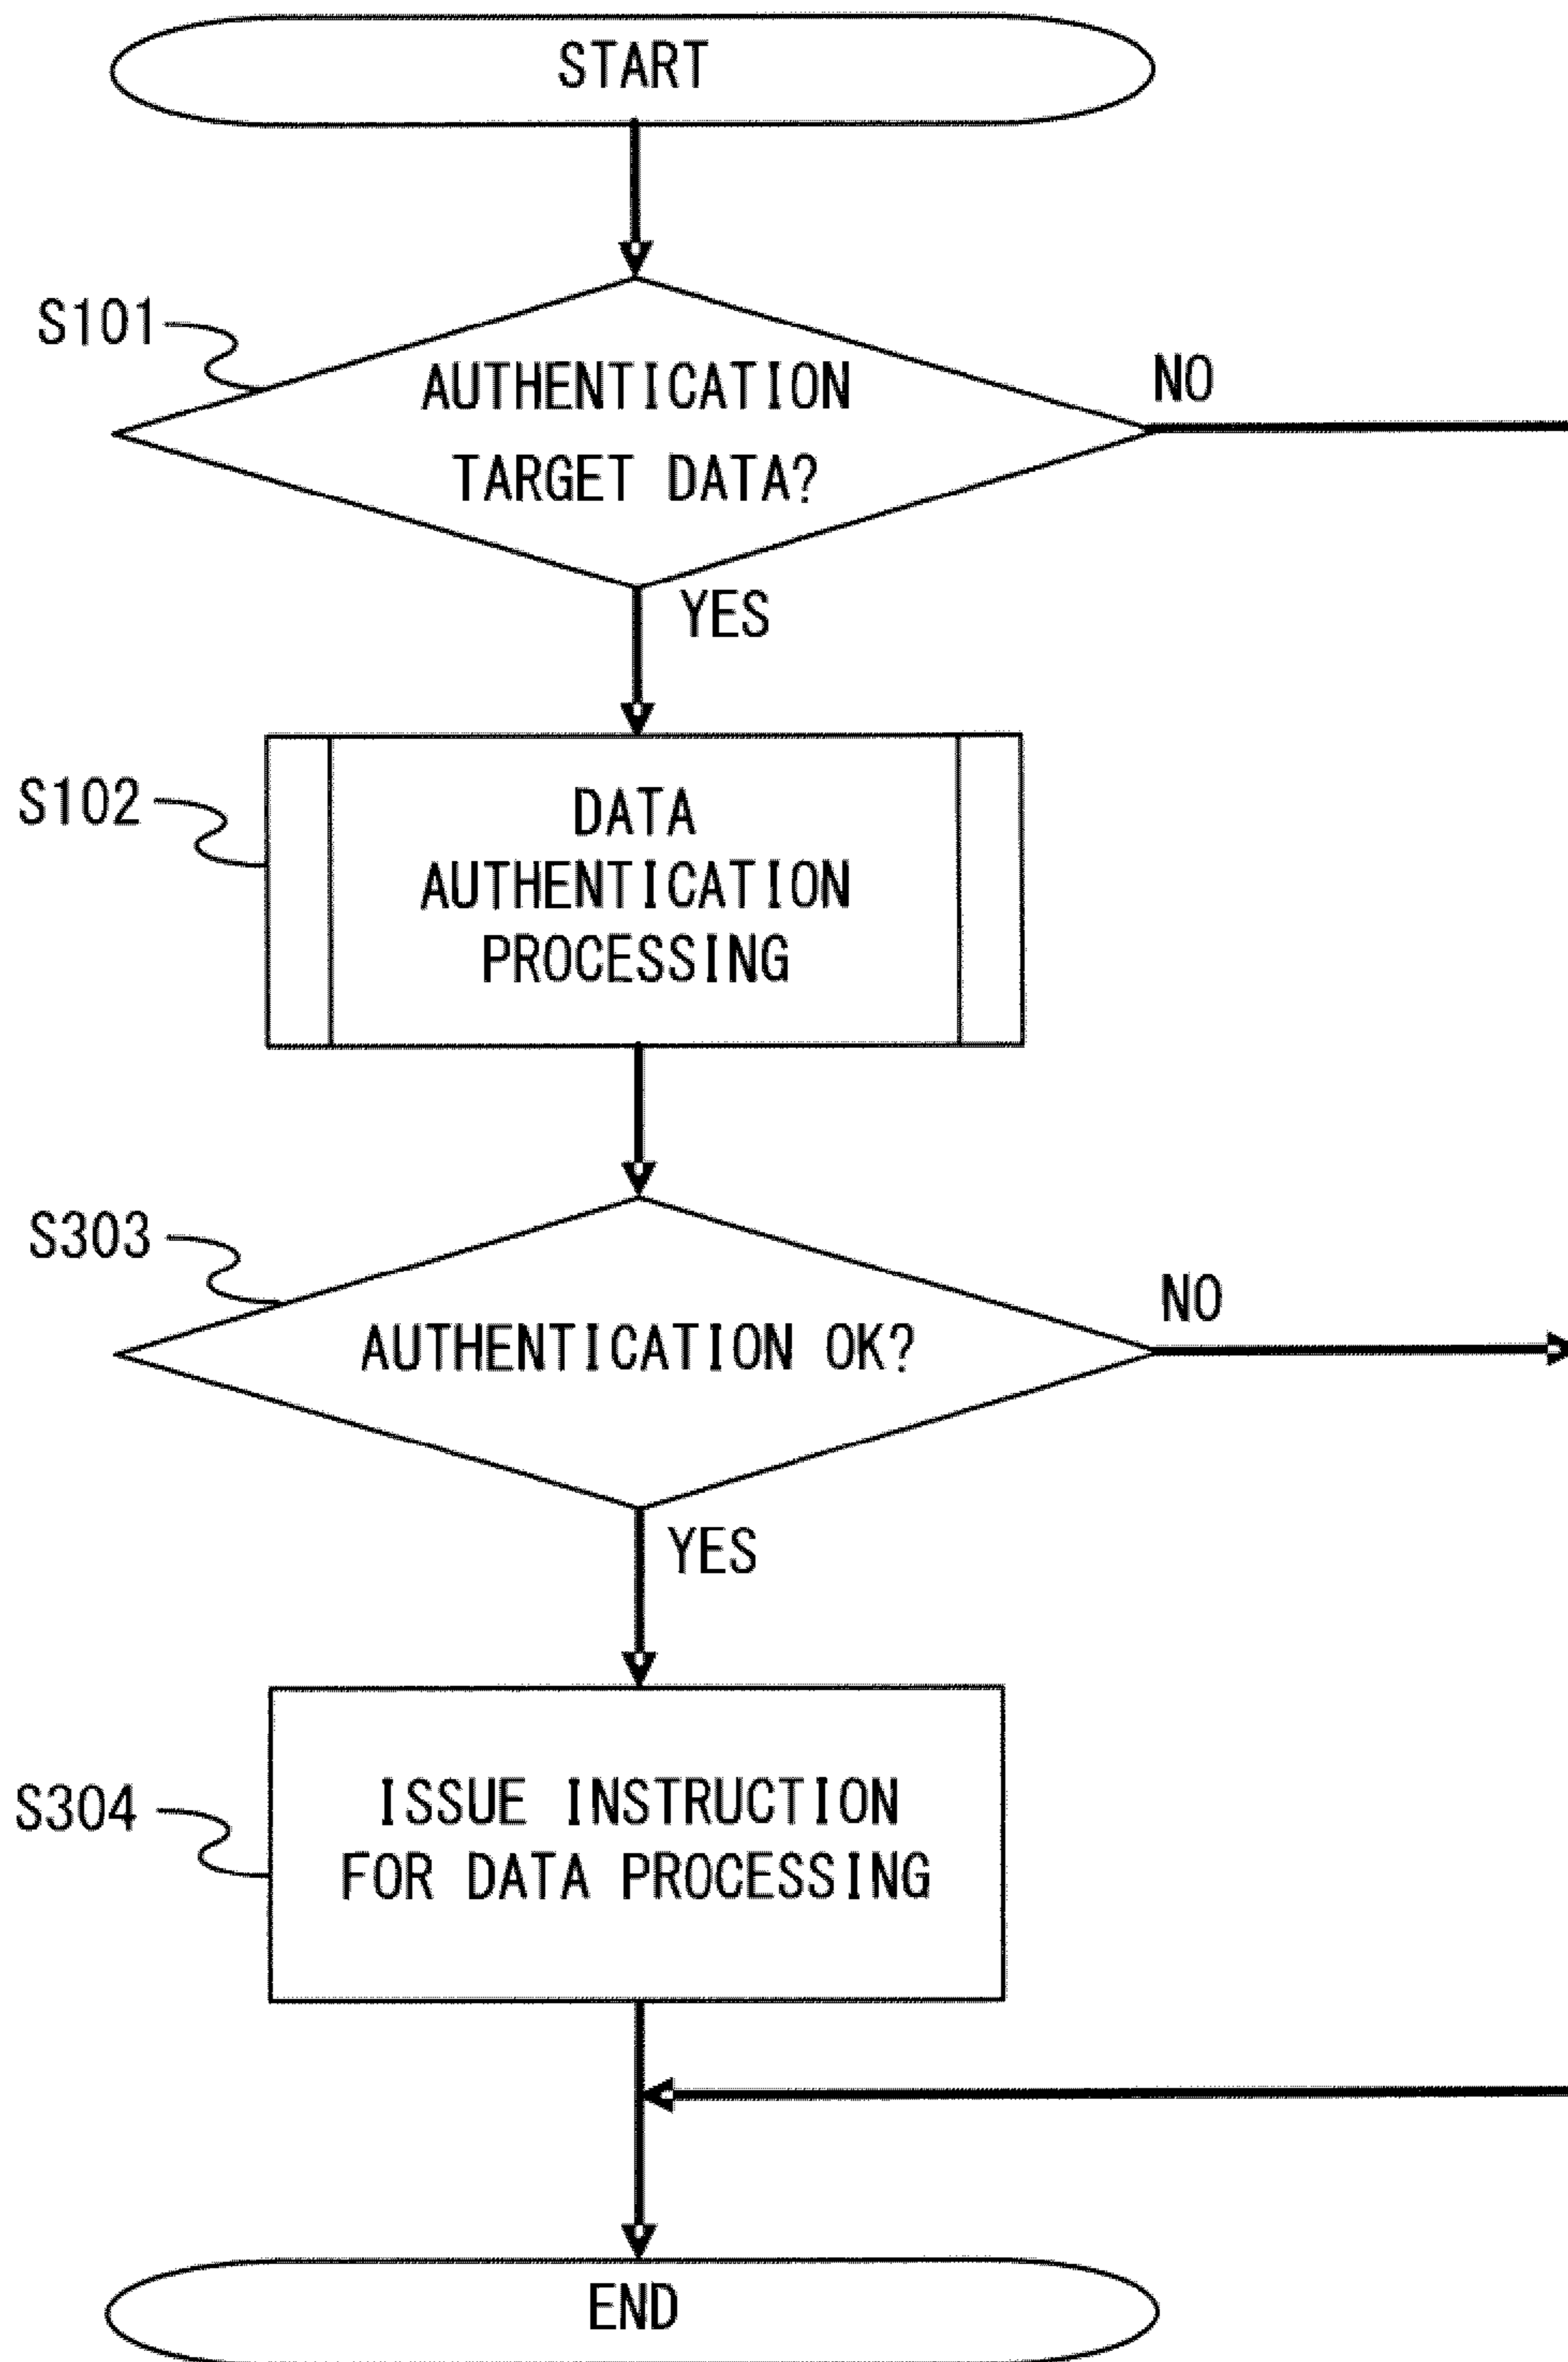 START
S101
AUTHENTICATION
TARGET DATA?
NO
YES
S102
DATA
AUTHENTICATION
PROCESSING
S303
AUTHENTICATION OK?
NO
YES
S304
ISSUE INSTRUCTION
FOR DATA PROCESSING
END